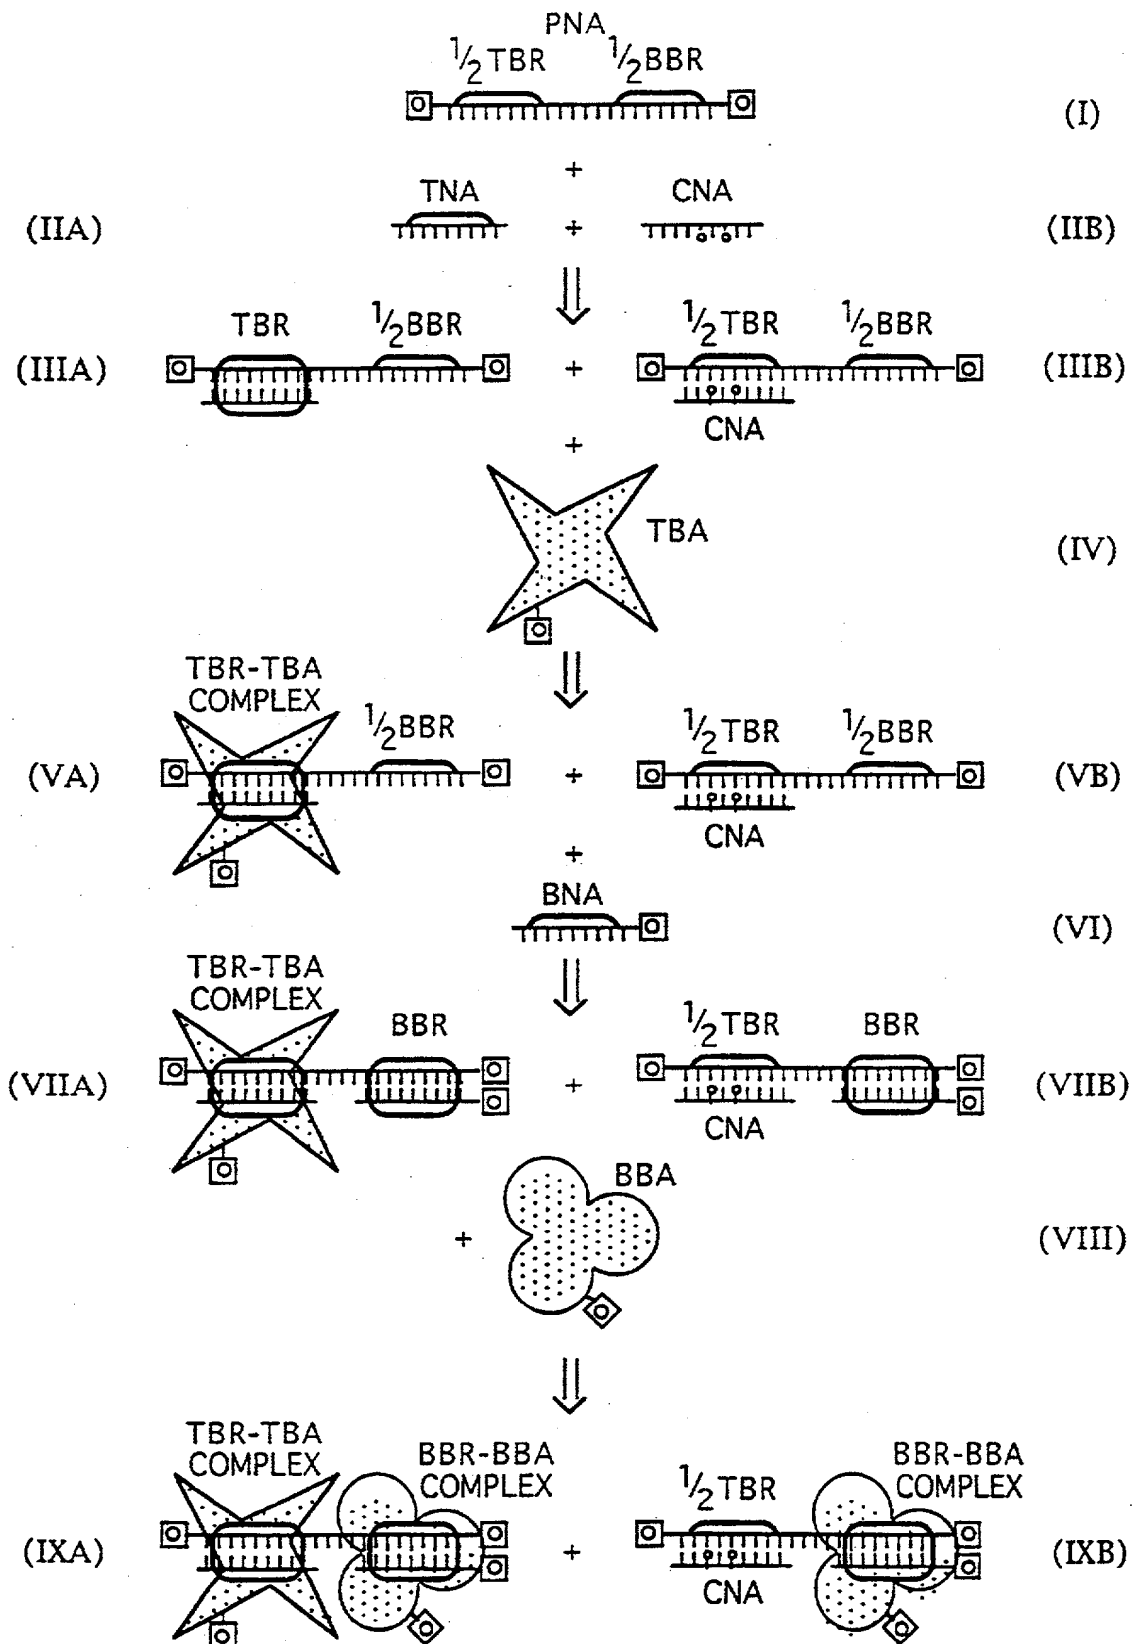 PNA
½TBR ½BBR
(I)
+
TNA CNA
(IIA) + (IIB)
TBR ½BBR ½TBR ½BBR
(IIIA) + (IIIB)
CNA
+
TBA
(IV)
TBR-TBA
COMPLEX
½BBR ½TBR ½BBR
(VA) + (VB)
CNA
+
BNA
(VI)
TBR-TBA
COMPLEX
BBR ½TBR BBR
(VIIA) + (VIIB)
CNA
BBA
+ (VIII)
TBR-TBA
COMPLEX
BBR-BBA
COMPLEX
½TBR
BBR-BBA
COMPLEX
(IXA) + (IXB)
CNA